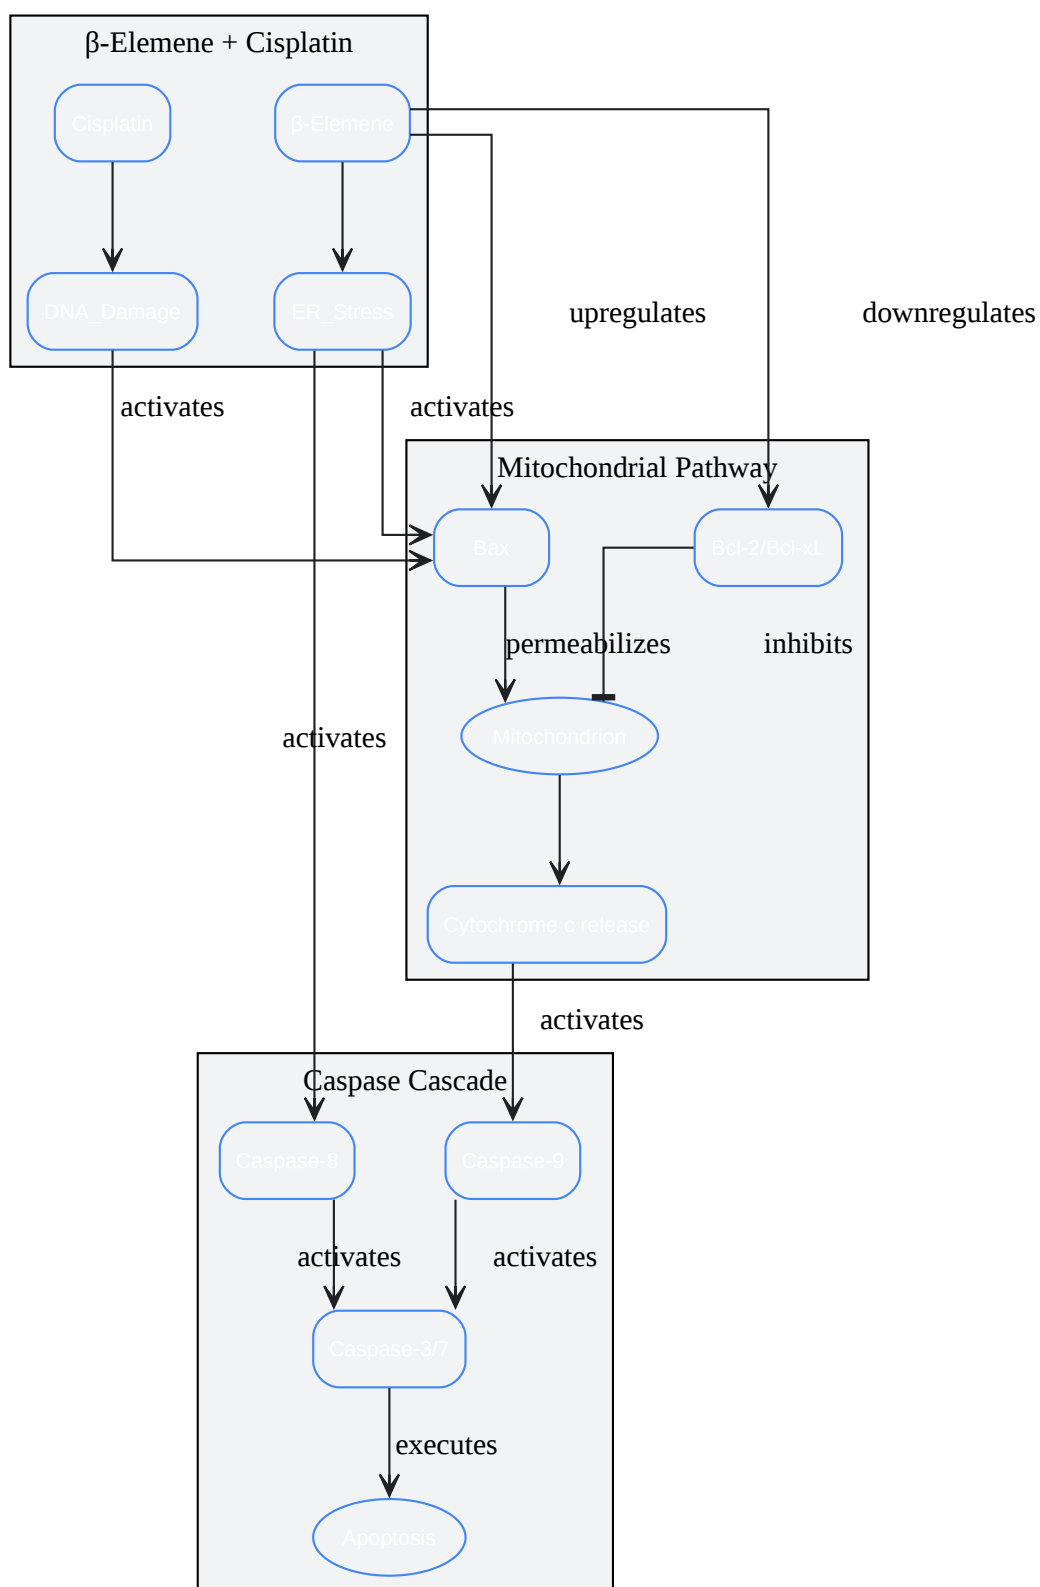 β-Elemene + Cisplatin
Cisplatin
β-Elemene
DNA_Damage
ER_Stress
upregulates
downregulates
activates
activates
Mitochondrial Pathway
Bax
Bcl-2/Bcl-xL
permeabilizes
inhibits
activates
Mitochondrion
Cytochrome c release
activates
Caspase Cascade
Caspase-8
Caspase-9
activates
activates
Caspase-3/7
executes
Apoptosis